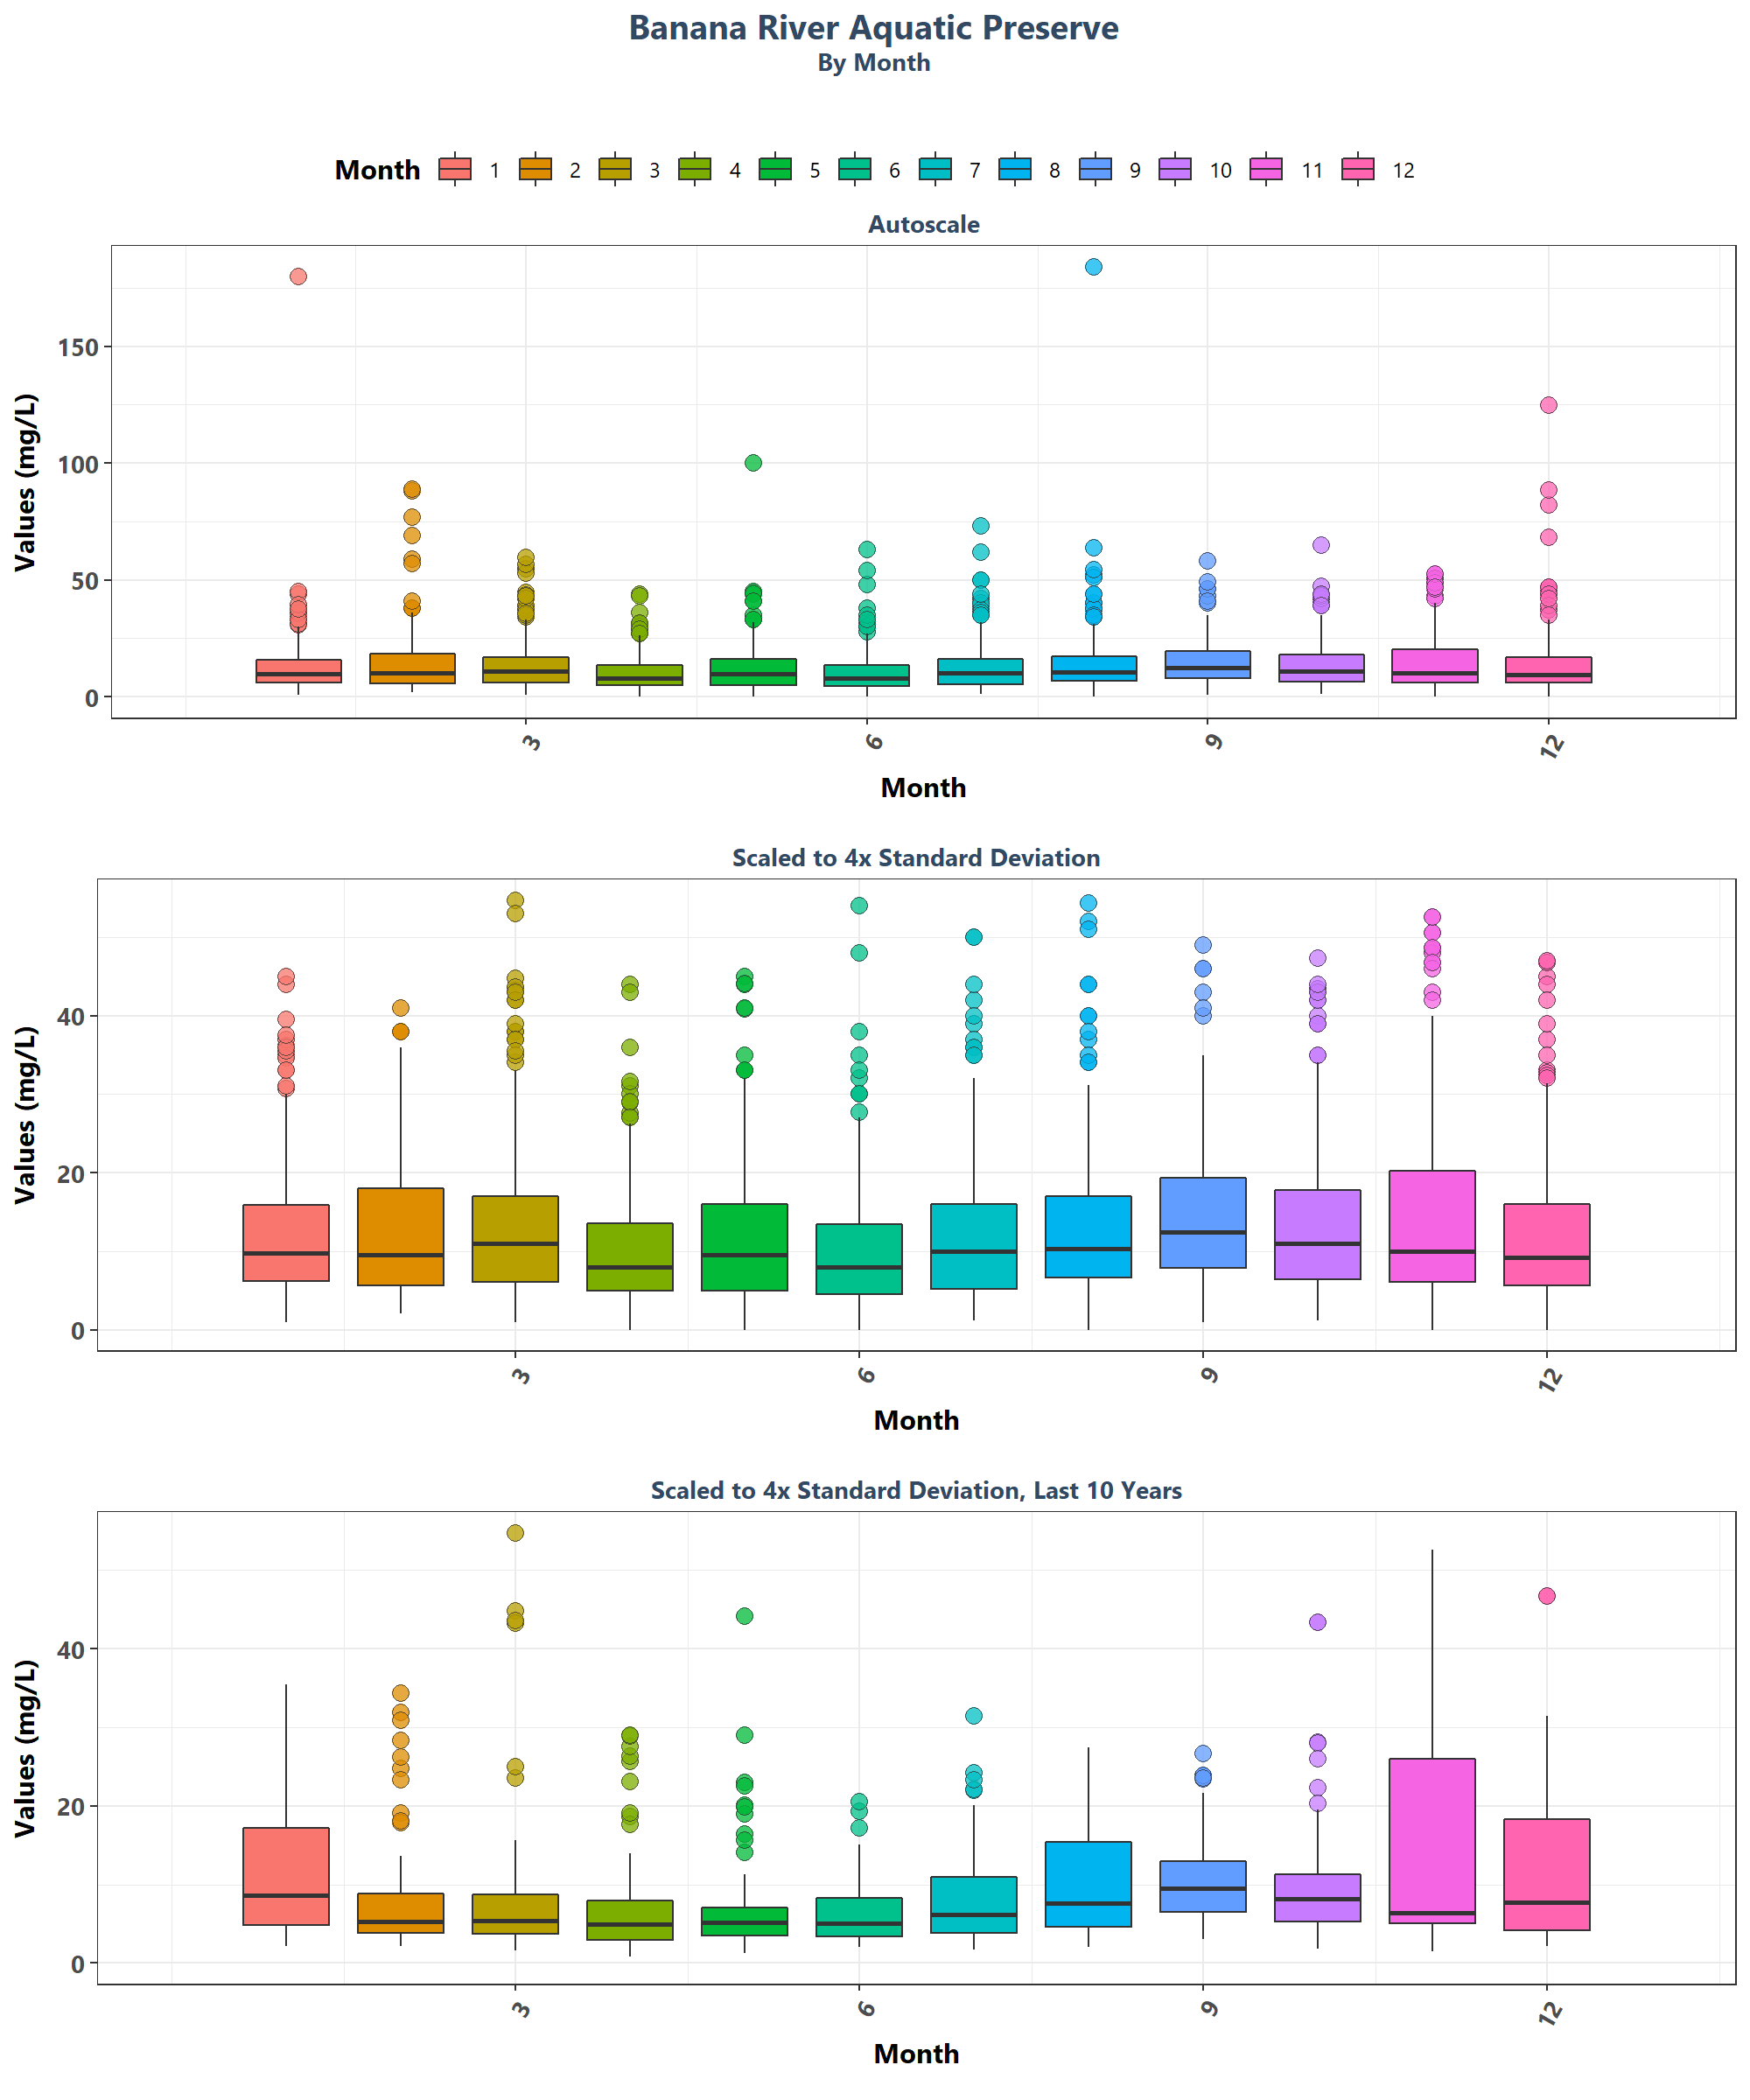 Banana River Aquatic Preserve
By Month
Month 1 2 3 4 5 6 7 8 9 10 11 12
Autoscale
Values (mg/L)
150
100
50
0
3 6 9 12
Month
Scaled to 4x Standard Deviation
Values (mg/L)
40
20
0
3 6 9 12
Month
Scaled to 4x Standard Deviation, Last 10 Years
Values (mg/L)
40
20
0
3 6 9 12
Month